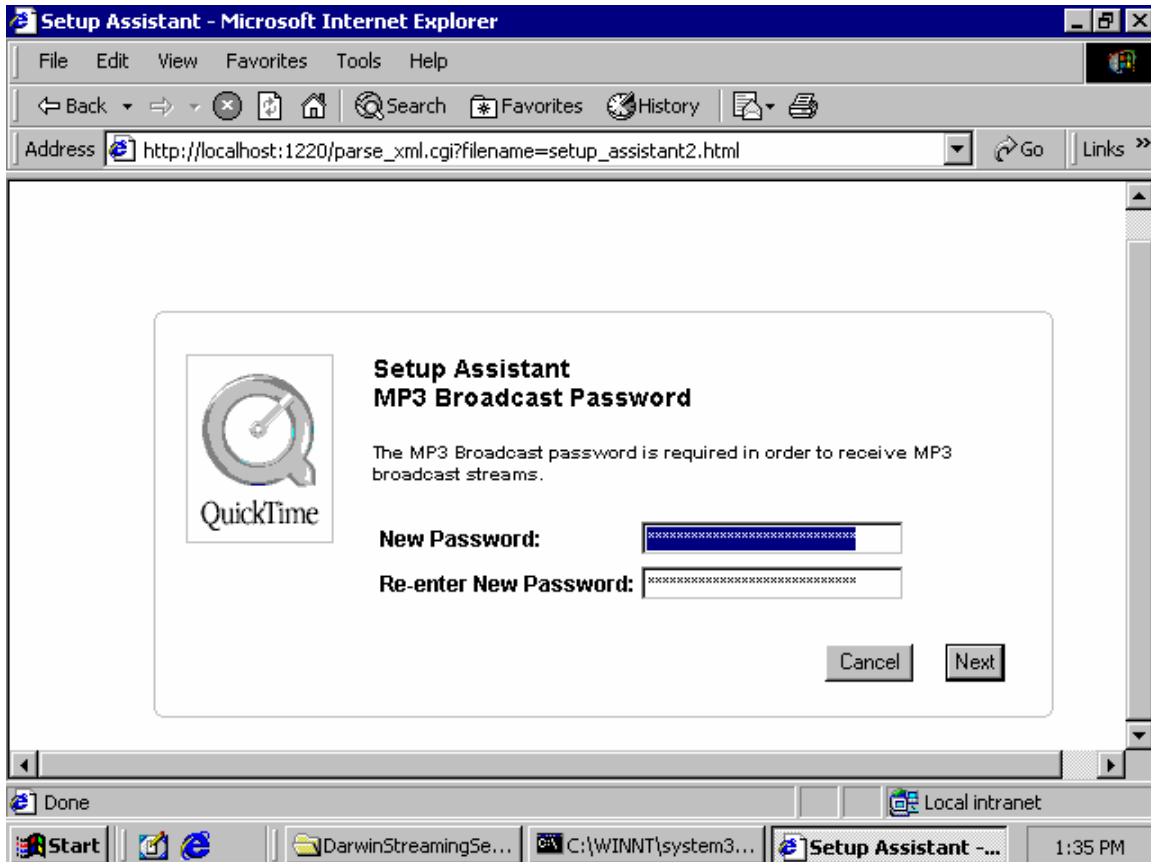 Setup Assistant - Microsoft Internet Explorer
File Edit View Favorites Tools Help
Back Search Favorites History
Address http://localhost:1220/parse_xml.cgi?filename=setup_assistant2.html Go Links »
Setup Assistant
MP3 Broadcast Password
The MP3 Broadcast password is required in order to receive MP3
broadcast streams.
QuickTime
New Password: *****************************
Re-enter New Password: *****************************
Cancel Next
Done Local intranet
Start DarwinStreamingSe... C:\WINNT\system3... Setup Assistant -... 1:35 PM